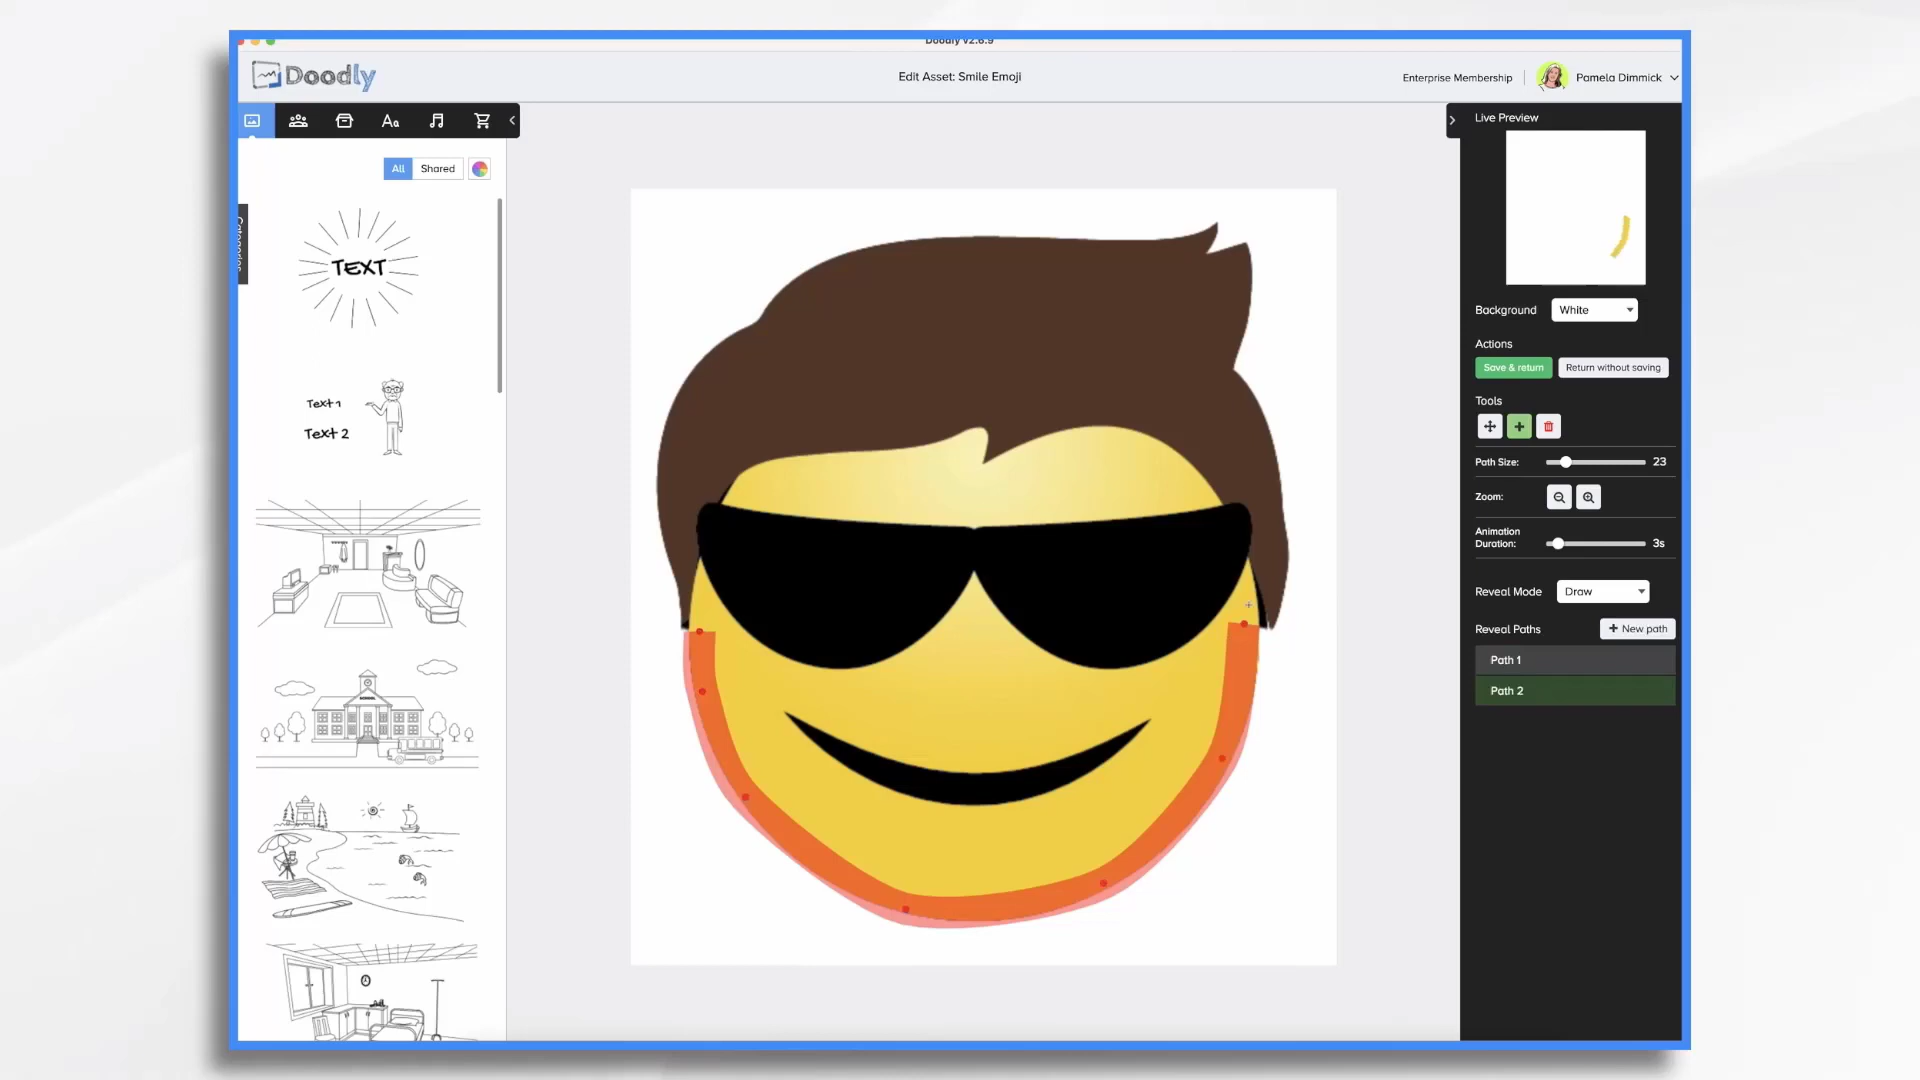 Doodly v2.6.9
Doodly
Edit Asset: Smile Emoji
Enterprise Membership
Pamela Dimmick
Aa
All
Shared
TEXT
Text 1
Text 2
SCHOOL
Live Preview
Background
White
Actions
Save & return
Return without saving
Tools
Path Size:
23
Zoom:
Animation
Duration:
3s
Reveal Mode
Draw
Reveal Paths
+ New path
Path 1
Path 2